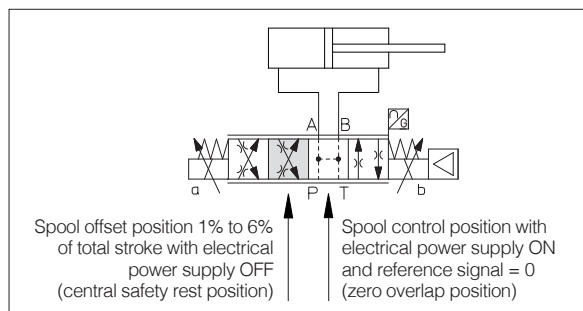 A B
G
a P T b
Spool offset position 1% to 6%
of total stroke with electrical
power supply OFF
(central safety rest position)
Spool control position with
electrical power supply ON
and reference signal = 0
(zero overlap position)